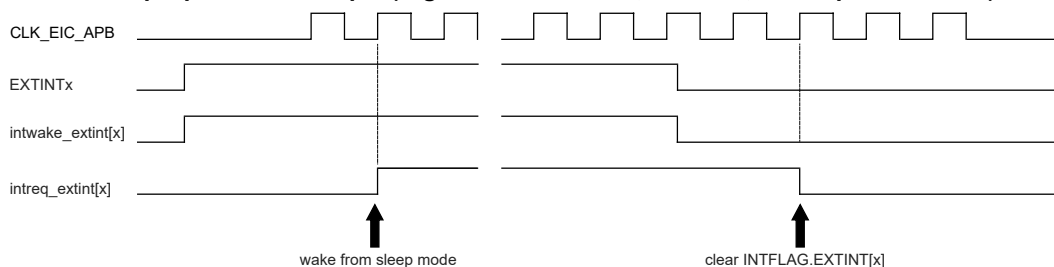 CLK_EIC_APB
EXTINTx
intwake_extint[x]
intreq_extint[x]
wake from sleep mode
clear INTFLAG.EXTINT[x]